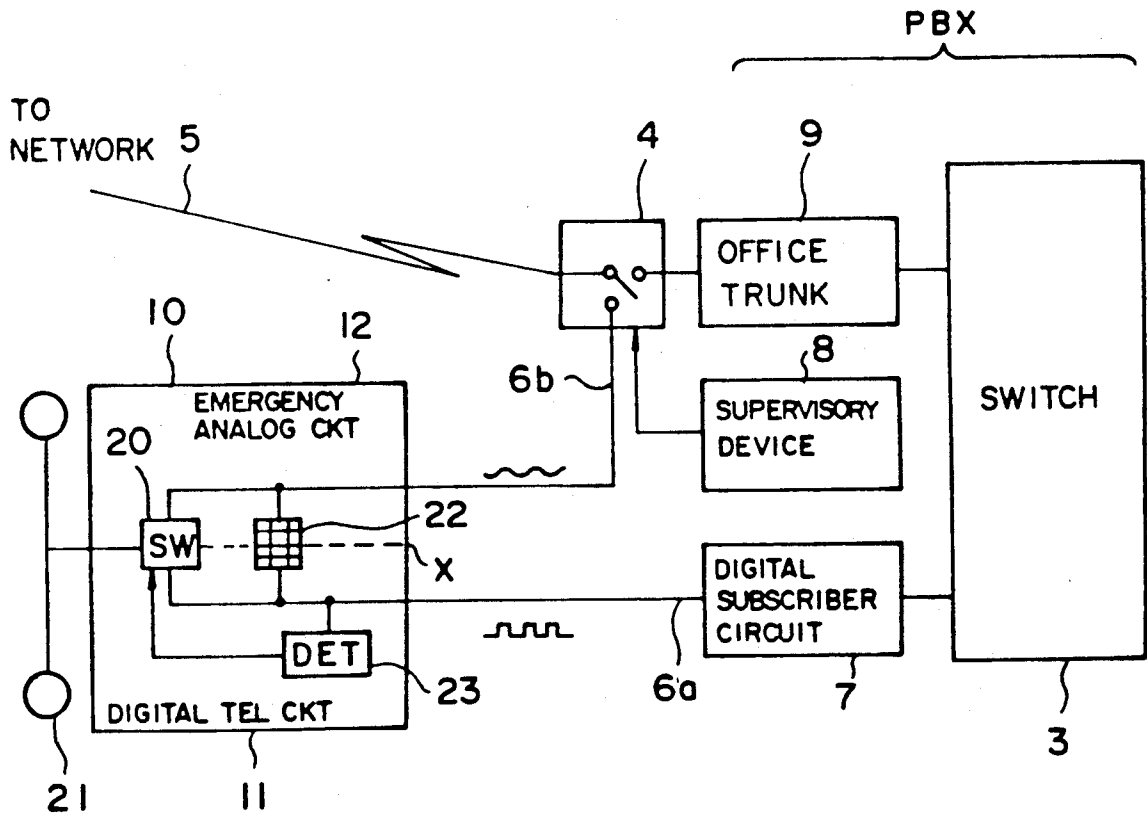 PBX
TO
NETWORK
5
4
9
OFFICE
TRUNK
10
12
8
6b
SUPERVISORY
DEVICE
SWITCH
EMERGENCY
ANALOG CKT
20
22
SW
X
DIGITAL
SUBSCRIBER
CIRCUIT
DET
23
6a
7
DIGITAL TEL CKT
3
21
11